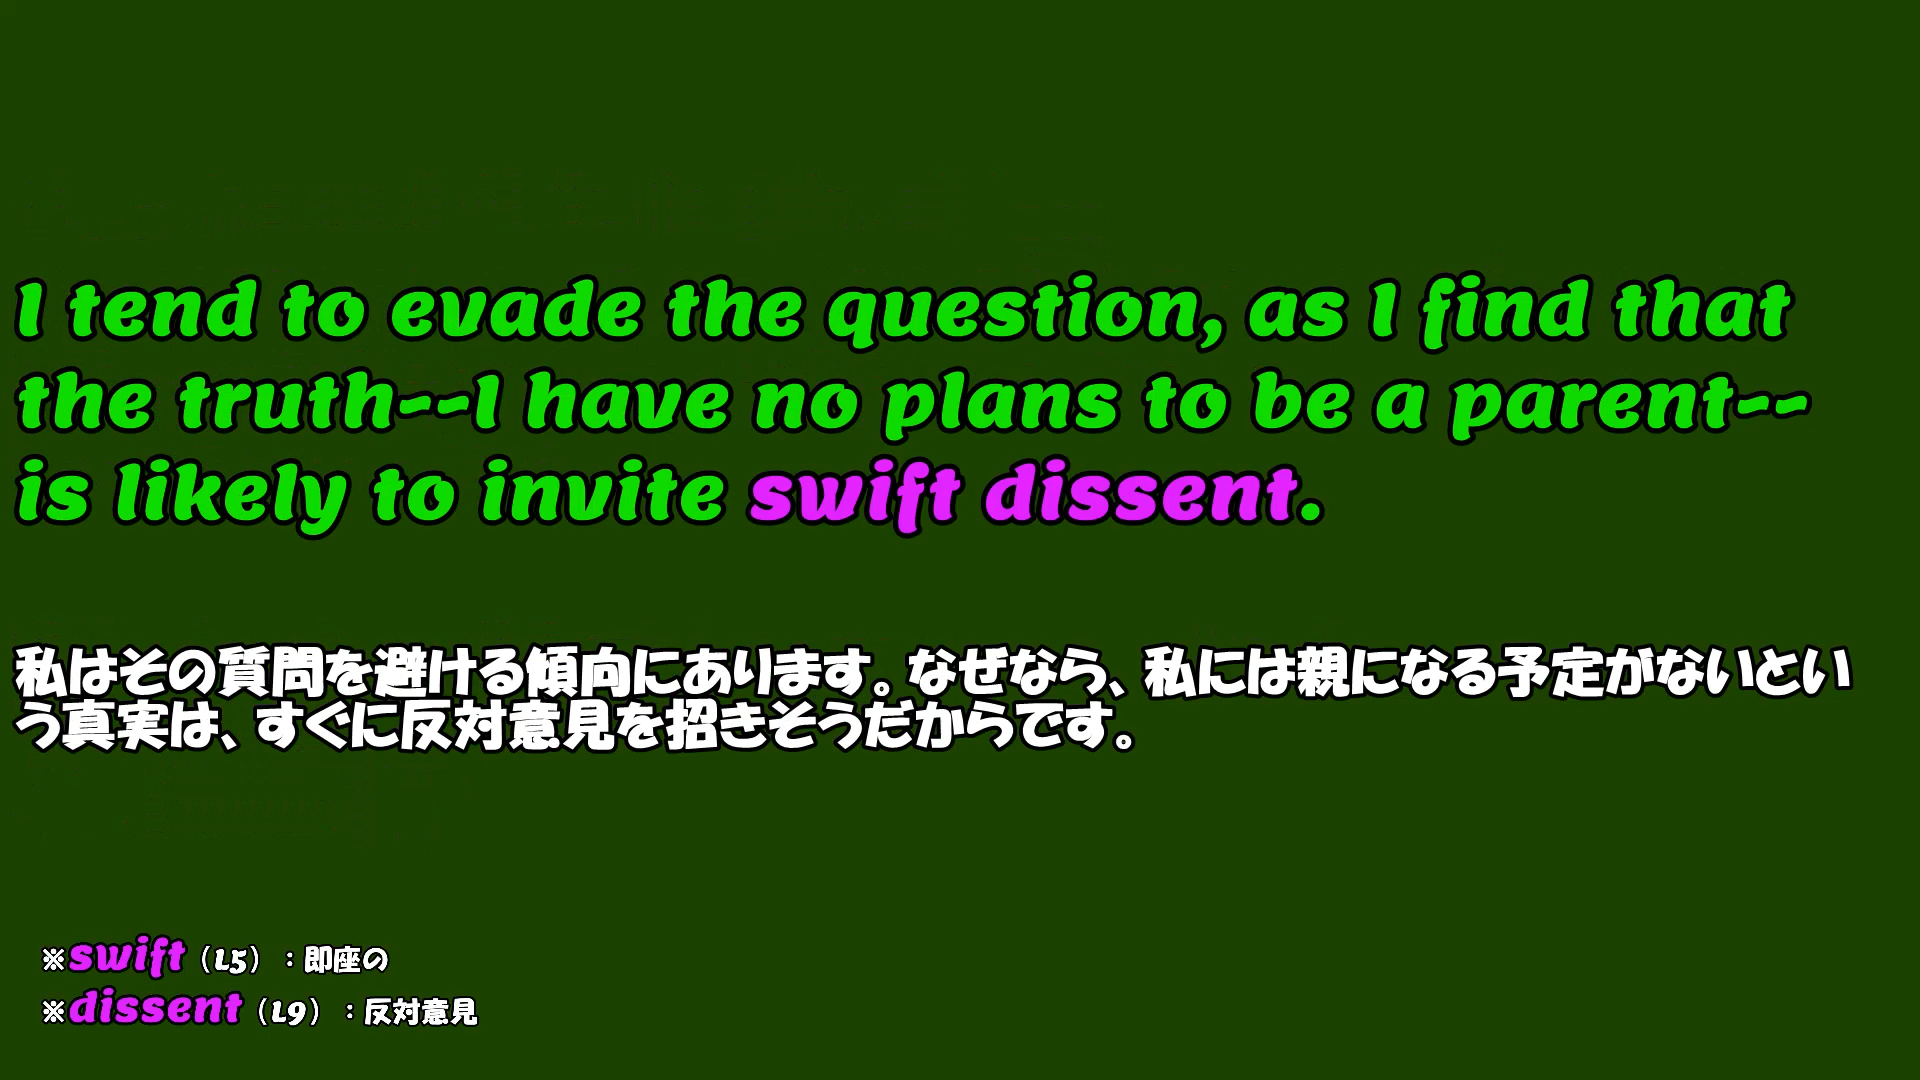 I tend to evade the question, as I find that
the truth--I have no plans to be a parent--
is likely to invite swift dissent.
私はその質問を避ける傾向にあります。なぜなら、私には親になる予定がないとい
う真実は、すぐに反対意見を招きそうだからです。
※swift（L5）：即座の
※dissent（L9）：反対意見